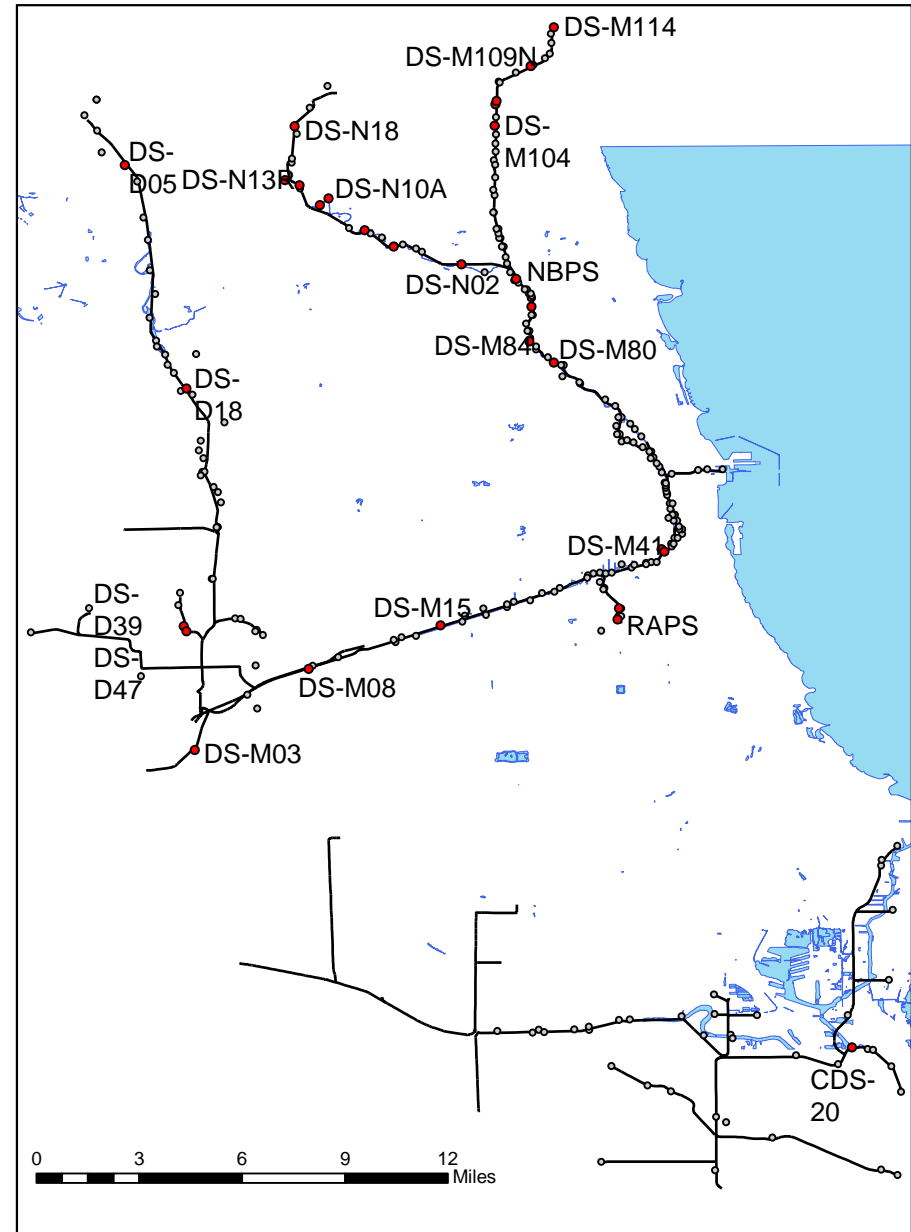 DS-M114
DS-M109N
DS-N18
DS-
M104
DS-
D05
DS-N13P
DS-N10A
DS-N02
NBPS
DS-M84
DS-M80
DS-
D18
DS-M41
DS-
D39
DS-M15
RAPS
DS-
D47
DS-M08
DS-M03
CDS-
20
0 3 6 9 12
Miles